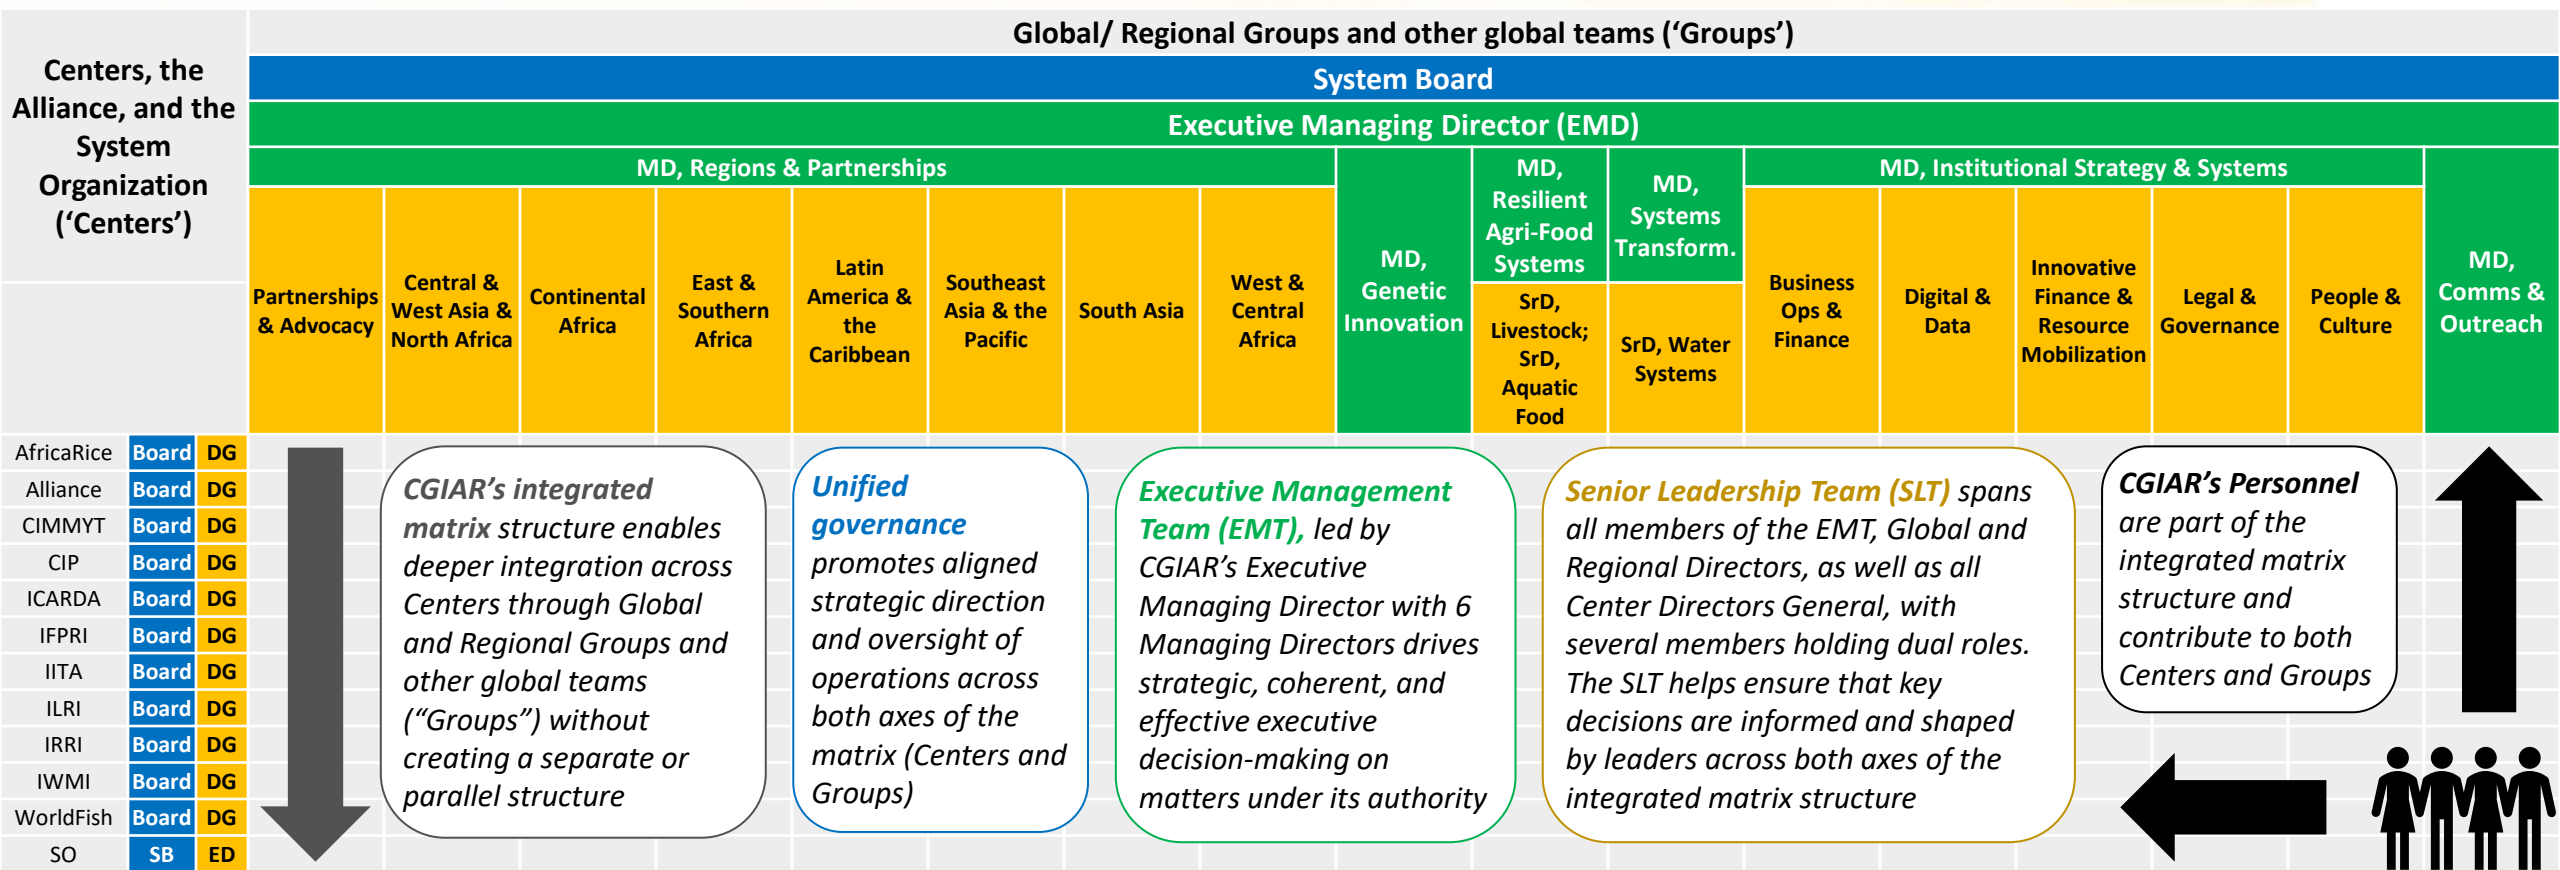 Global/ Regional Groups and other global teams (‘Groups’)
Centers, the
Alliance, and the
System
Organization
(‘Centers’)
System Board
Executive Managing Director (EMD)
MD, Regions & Partnerships
MD,
Genetic
Innovation
MD,
Resilient
Agri-Food
Systems
MD,
Systems
Transform.
MD, Institutional Strategy & Systems
MD,
Comms &
Outreach
Partnerships
& Advocacy
Central &
West Asia &
North Africa
Continental
Africa
East &
Southern
Africa
Latin
America &
the
Caribbean
Southeast
Asia & the
Pacific
South Asia
West &
Central
Africa
SrD,
Livestock;
SrD,
Aquatic
Food
SrD, Water
Systems
Business
Ops &
Finance
Digital &
Data
Innovative
Finance &
Resource
Mobilization
Legal &
Governance
People &
Culture
AfricaRice Board DG
Alliance Board DG
CIMMYT Board DG
CIP Board DG
ICARDA Board DG
IFPRI Board DG
IITA Board DG
ILRI Board DG
IRRI Board DG
IWMI Board DG
WorldFish Board DG
SO SB ED
CGIAR’s integrated
matrix structure enables
deeper integration across
Centers through Global
and Regional Groups and
other global teams
(“Groups”) without
creating a separate or
parallel structure
Unified
governance
promotes aligned
strategic direction
and oversight of
operations across
both axes of the
matrix (Centers and
Groups)
Executive Management
Team (EMT), led by
CGIAR’s Executive
Managing Director with 6
Managing Directors drives
strategic, coherent, and
effective executive
decision-making on
matters under its authority
Senior Leadership Team (SLT) spans
all members of the EMT, Global and
Regional Directors, as well as all
Center Directors General, with
several members holding dual roles.
The SLT helps ensure that key
decisions are informed and shaped
by leaders across both axes of the
integrated matrix structure
CGIAR’s Personnel
are part of the
integrated matrix
structure and
contribute to both
Centers and Groups